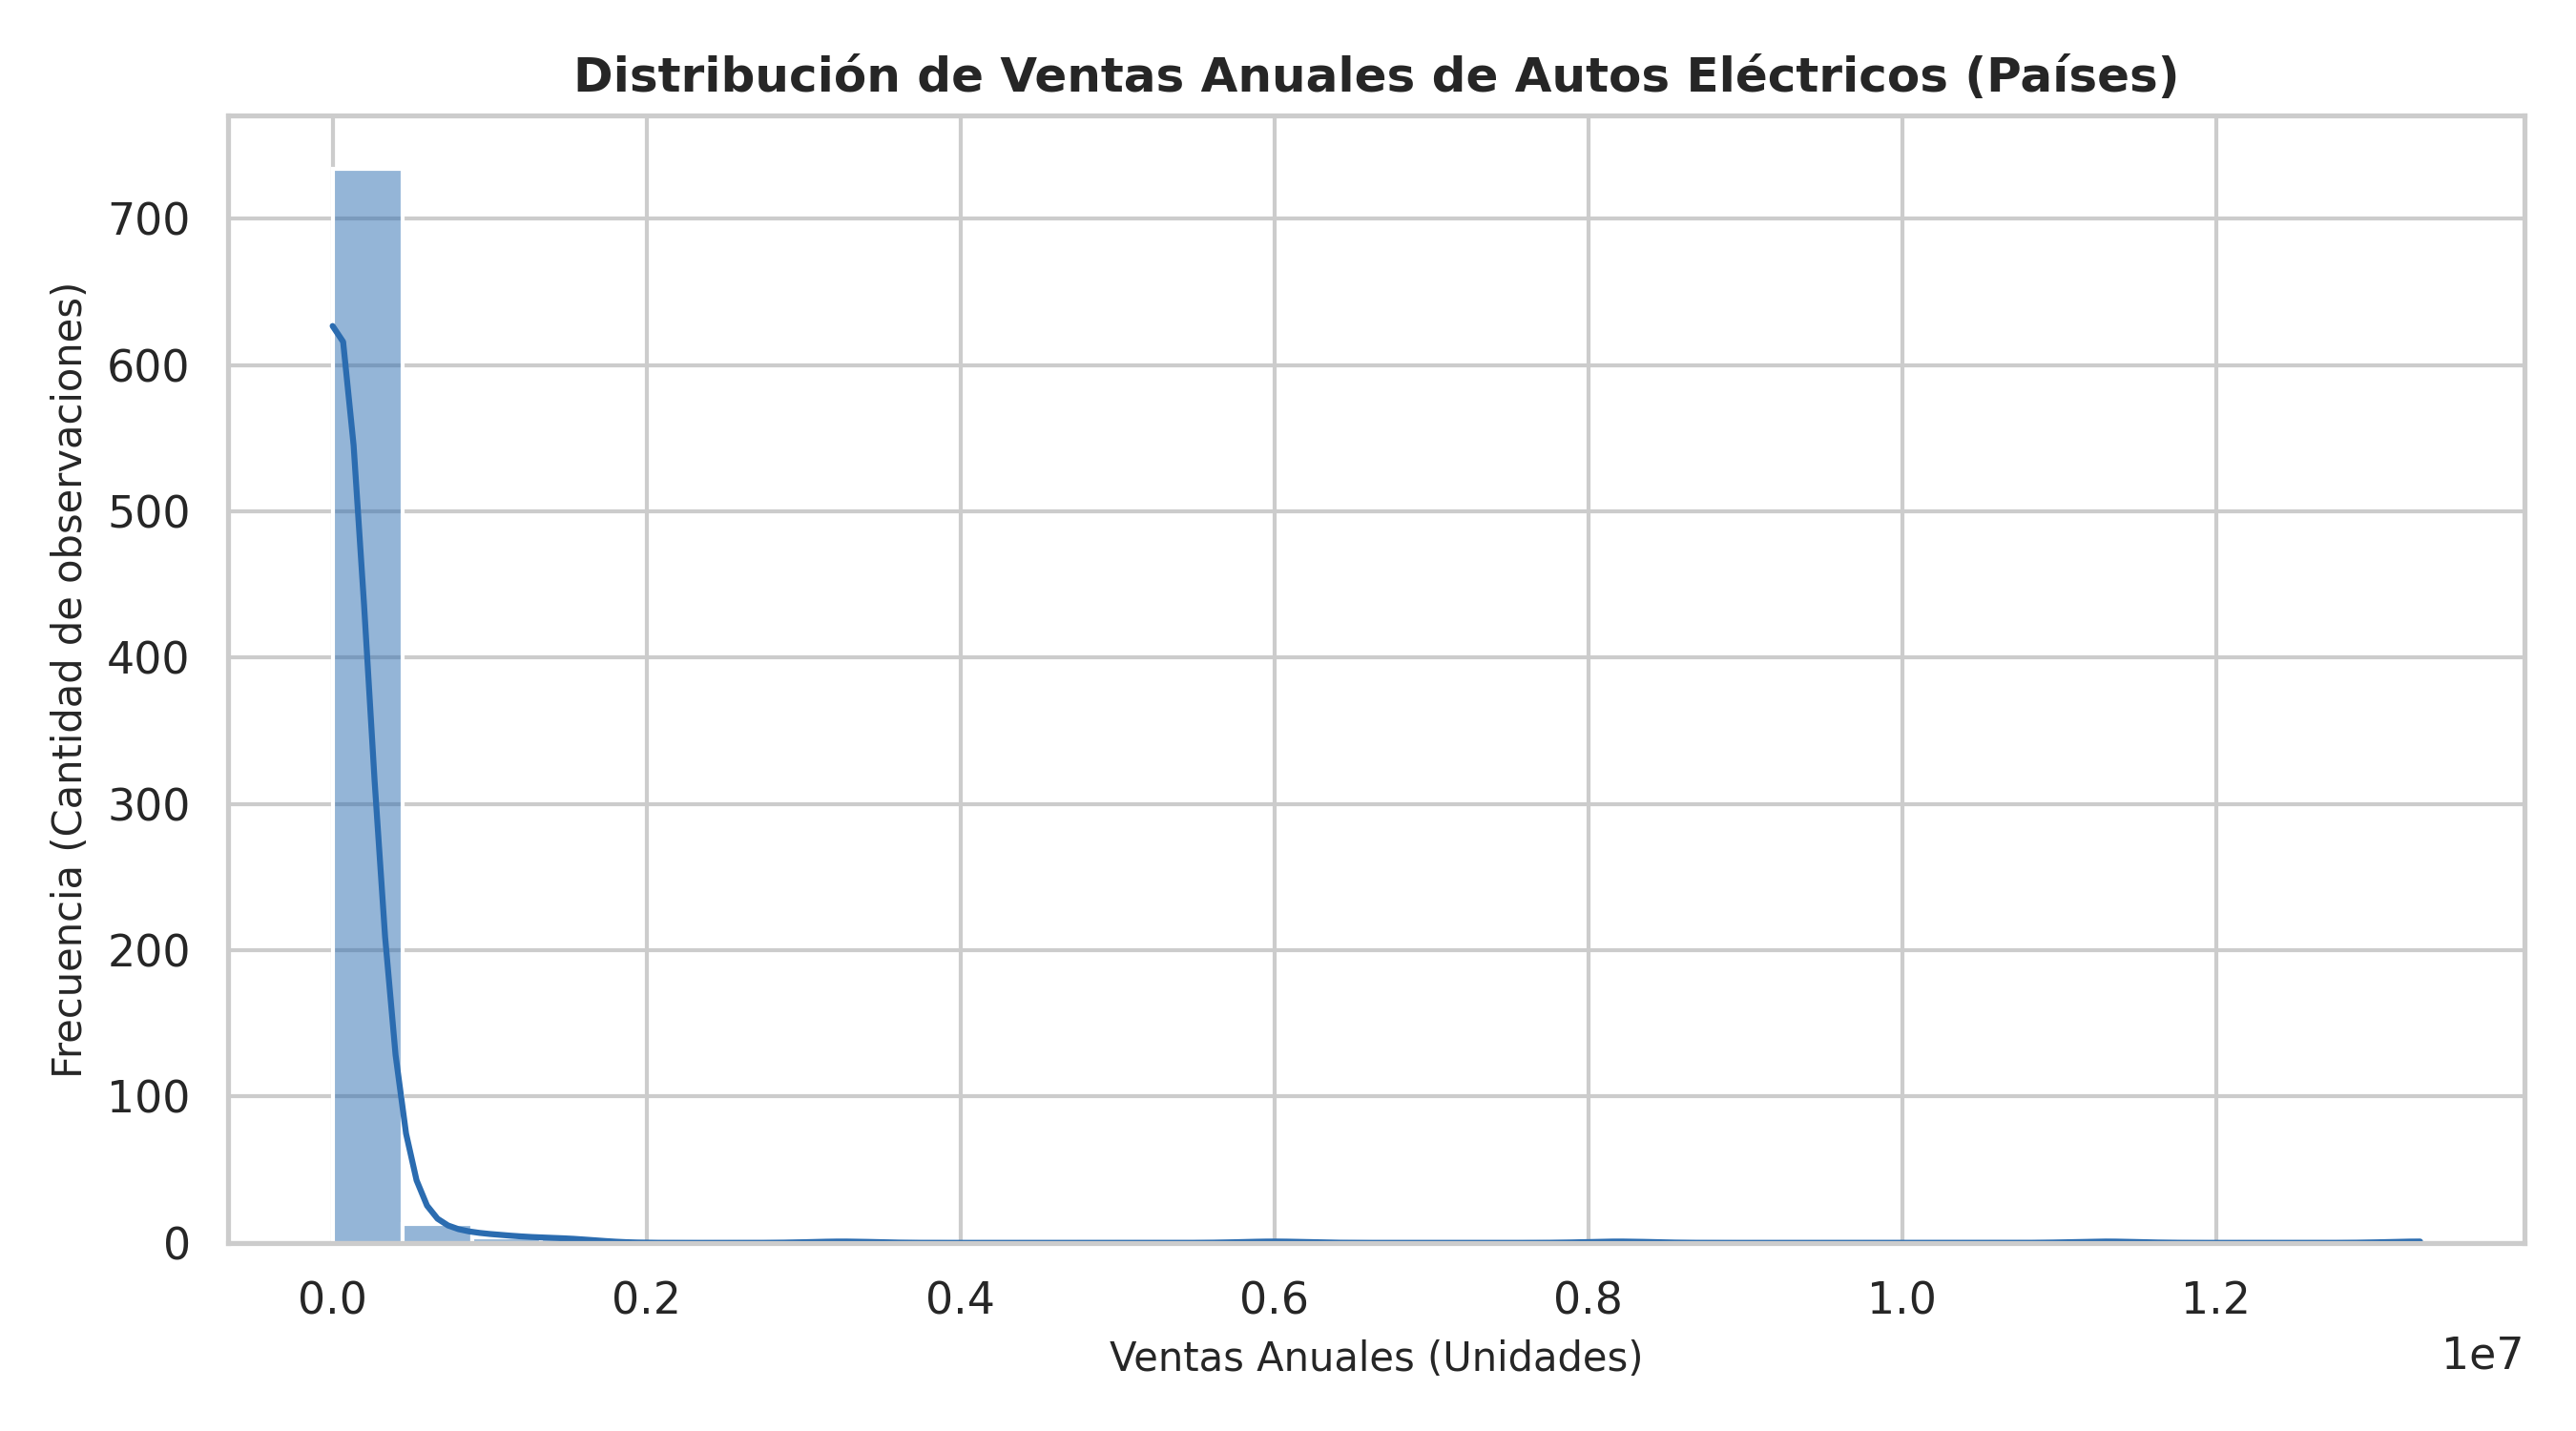 Distribución de Ventas Anuales de Autos Eléctricos (Países)
Frecuencia (Cantidad de observaciones)
700
600
500
400
300
200
100
0
0.0 0.2 0.4 0.6 0.8 1.0 1.2
1e7
Ventas Anuales (Unidades)